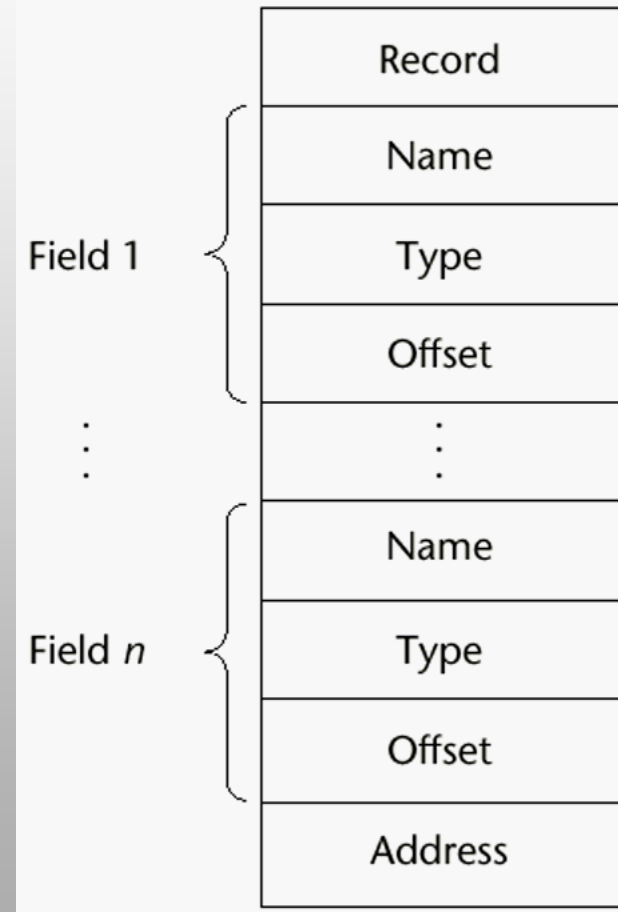 Record
Name
Field 1
Type
Offset
⋮ ⋮
Name
Field n
Type
Offset
Address